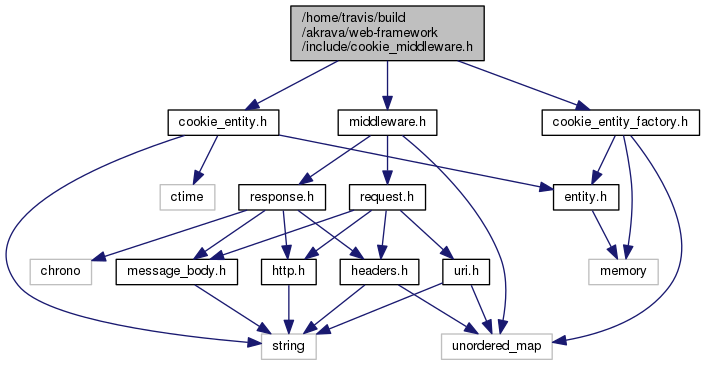 /home/travis/build
/akrava/web-framework
/include/cookie_middleware.h
cookie_entity.h
middleware.h
cookie_entity_factory.h
ctime
response.h
request.h
entity.h
chrono
message_body.h
http.h
headers.h
uri.h
memory
string
unordered_map